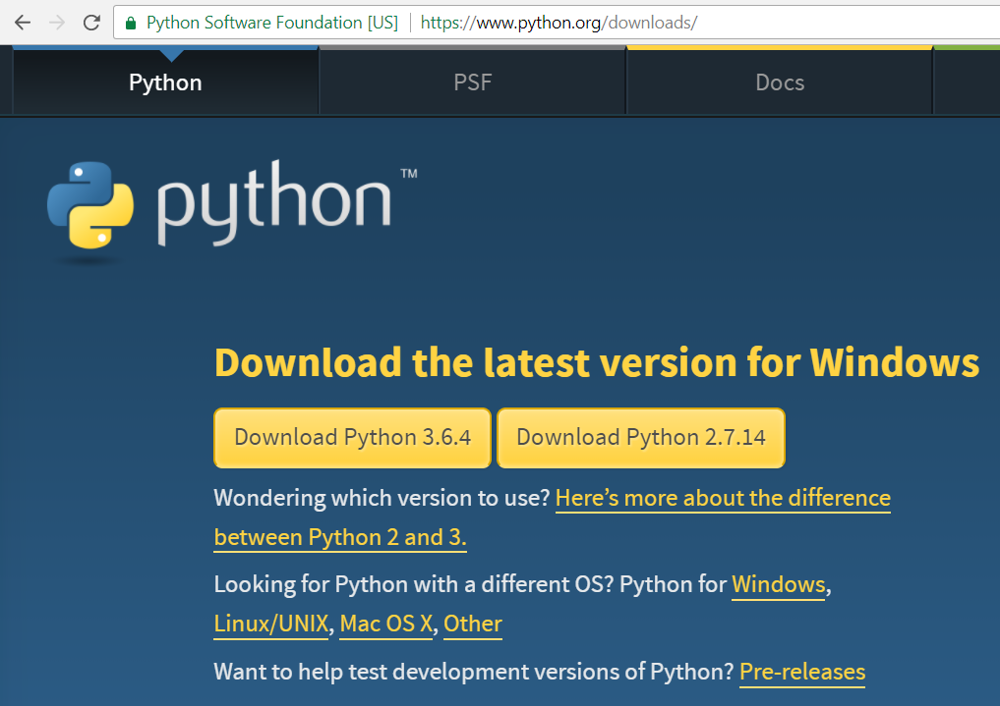 Python Software Foundation [US] https://www.python.org/downloads/
Python PSF Docs
python™
Download the latest version for Windows
Download Python 3.6.4 Download Python 2.7.14
Wondering which version to use? Here’s more about the difference
between Python 2 and 3.
Looking for Python with a different OS? Python for Windows,
Linux/UNIX, Mac OS X, Other
Want to help test development versions of Python? Pre-releases